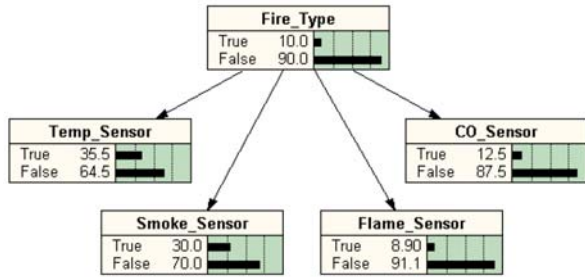 Fire_Type
True 10.0
False 90.0
Temp_Sensor
True 35.5
False 64.5
CO_Sensor
True 12.5
False 87.5
Smoke_Sensor
True 30.0
False 70.0
Flame_Sensor
True 8.90
False 91.1